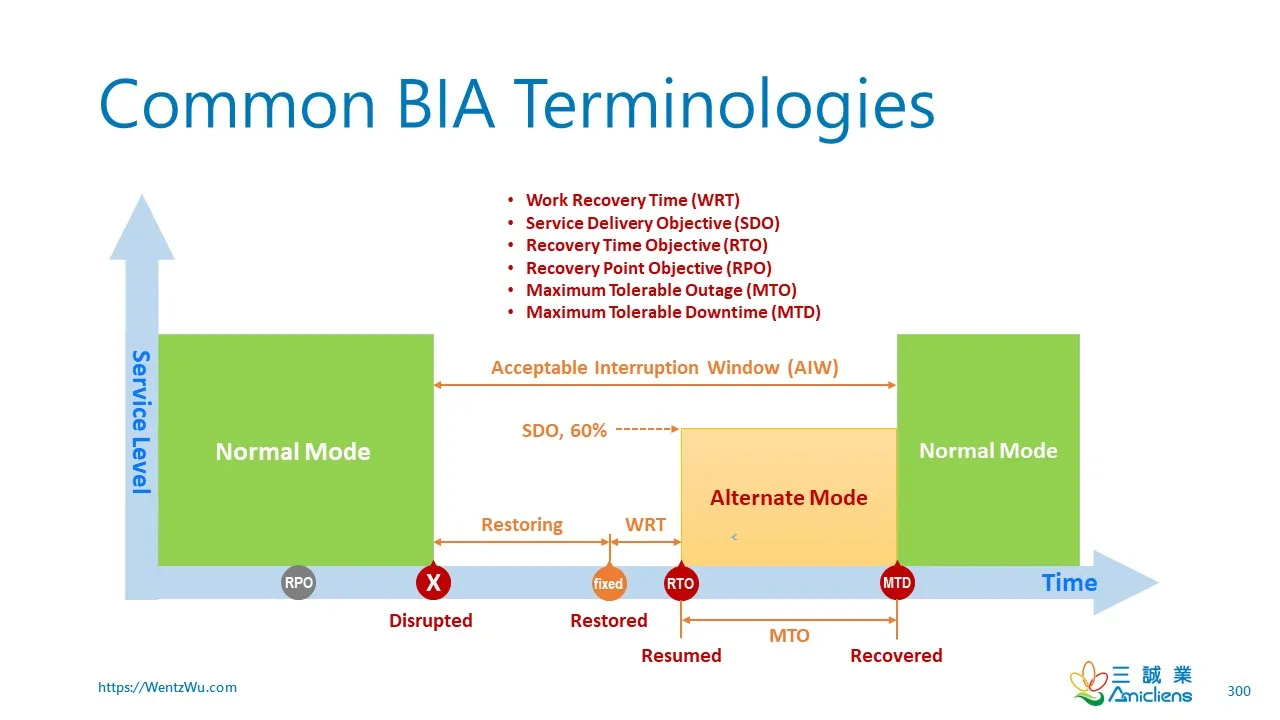 Common BIA Terminologies
• Work Recovery Time (WRT)
• Service Delivery Objective (SDO)
• Recovery Time Objective (RTO)
• Recovery Point Objective (RPO)
• Maximum Tolerable Outage (MTO)
• Maximum Tolerable Downtime (MTD)
Service Level
Acceptable Interruption Window (AIW)
SDO, 60%
Normal Mode
Normal Mode
Alternate Mode
Restoring
WRT
€
RPO
X
fixed
RTO
MTD
Time
Disrupted
Restored
MTO
Resumed
Recovered
https://WentzWu.com
三誠業
Amicliens
300